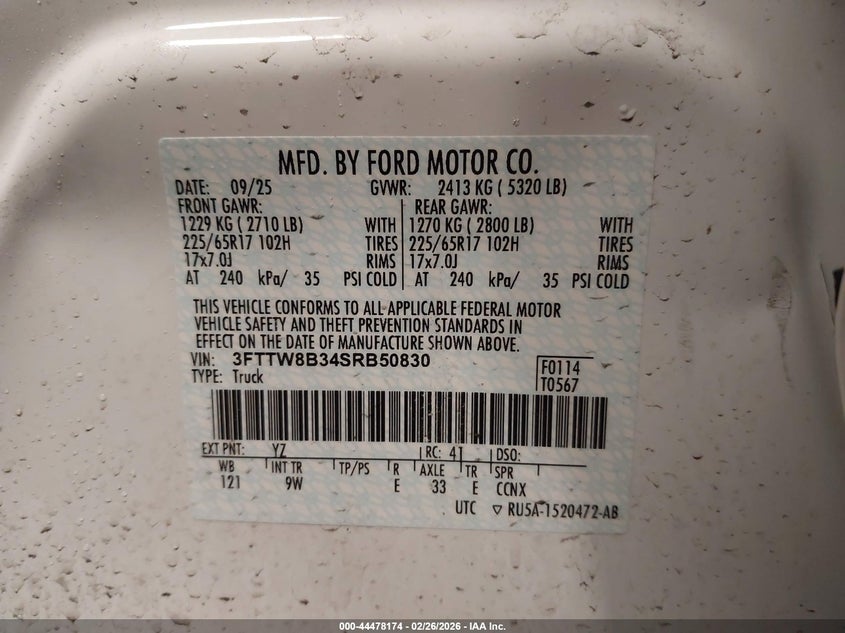 MFD. BY FORD MOTOR CO.
DATE: 09/25 GVWR: 2413 KG ( 5320 LB)
FRONT GAWR: REAR GAWR:
1229 KG ( 2710 LB) WITH 1270 KG ( 2800 LB) WITH
225/65R17 102H TIRES 225/65R17 102H TIRES
17x7.0J RIMS 17x7.0J RIMS
AT 240 kPa/ 35 PSI COLD AT 240 kPa/ 35 PSI COLD
THIS VEHICLE CONFORMS TO ALL APPLICABLE FEDERAL MOTOR
VEHICLE SAFETY AND THEFT PREVENTION STANDARDS IN
EFFECT ON THE DATE OF MANUFACTURE SHOWN ABOVE.
VIN: 3FTTW8B34SRB50830
F0114
TYPE: Truck T0567
EXT PNT: YZ RC: 41 DSO:
WB INT TR TP/PS R AXLE TR SPR
121 9W E 33 E CCNX
UTC ▽ RU5A-1520472-AB
000-44478174 - 02/26/2026 - IAA Inc.